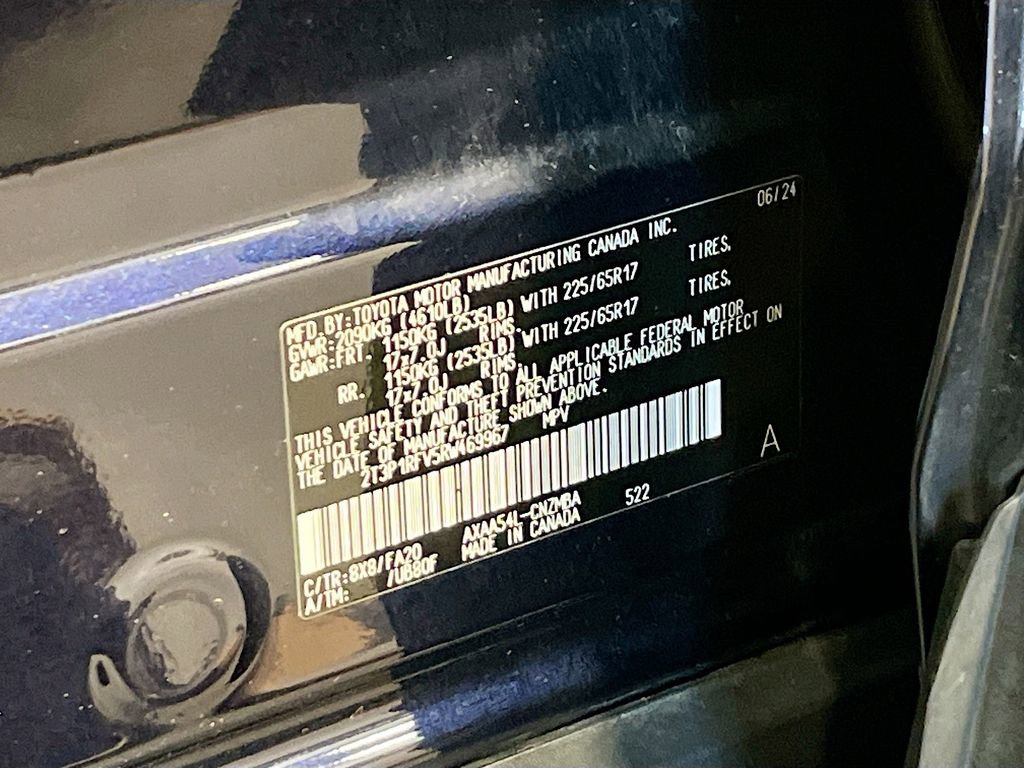 06/24
MFD. BY: TOYOTA MOTOR MANUFACTURING CANADA INC.
GVWR: 2090KG (4610LB)
GAWR: FRT. 1150KG (2535LB) WITH 225/65R17 TIRES,
17x7.0J RIMS.
RR. 1150KG (2535LB) WITH 225/65R17 TIRES,
17x7.0J RIMS.
THIS VEHICLE CONFORMS TO ALL APPLICABLE FEDERAL MOTOR
VEHICLE SAFETY AND THEFT PREVENTION STANDARDS IN EFFECT ON
THE DATE OF MANUFACTURE SHOWN ABOVE.
2T3P1RFV5RW469967 MPV
A
C/TR: 8X8/FA20 AXAA54L-CNZMBA 522
A/TM: /UB80F MADE IN CANADA